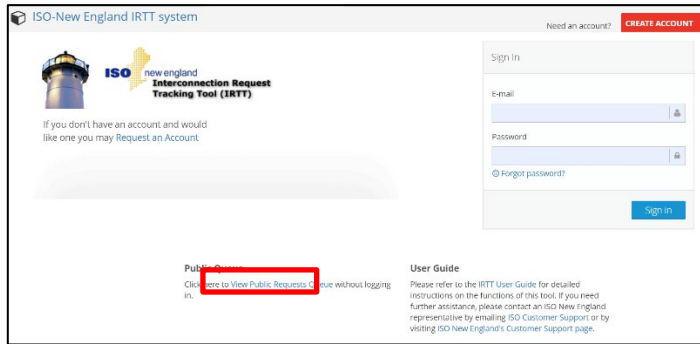 ISO-New England IRTT system
Need an account?
CREATE ACCOUNT
ISO new england
Interconnection Request
Tracking Tool (IRTT)
If you don't have an account and would
like one you may Request an Account
Sign In
E-mail
Password
Forgot password?
Sign in
Public Queue
Click here to View Public Requests Queue without logging
in.
User Guide
Please refer to the IRTT User Guide for detailed
instructions on the functions of this tool. If you need
further assistance, please contact an ISO New England
representative by emailing ISO Customer Support or by
visiting ISO New England's Customer Support page.